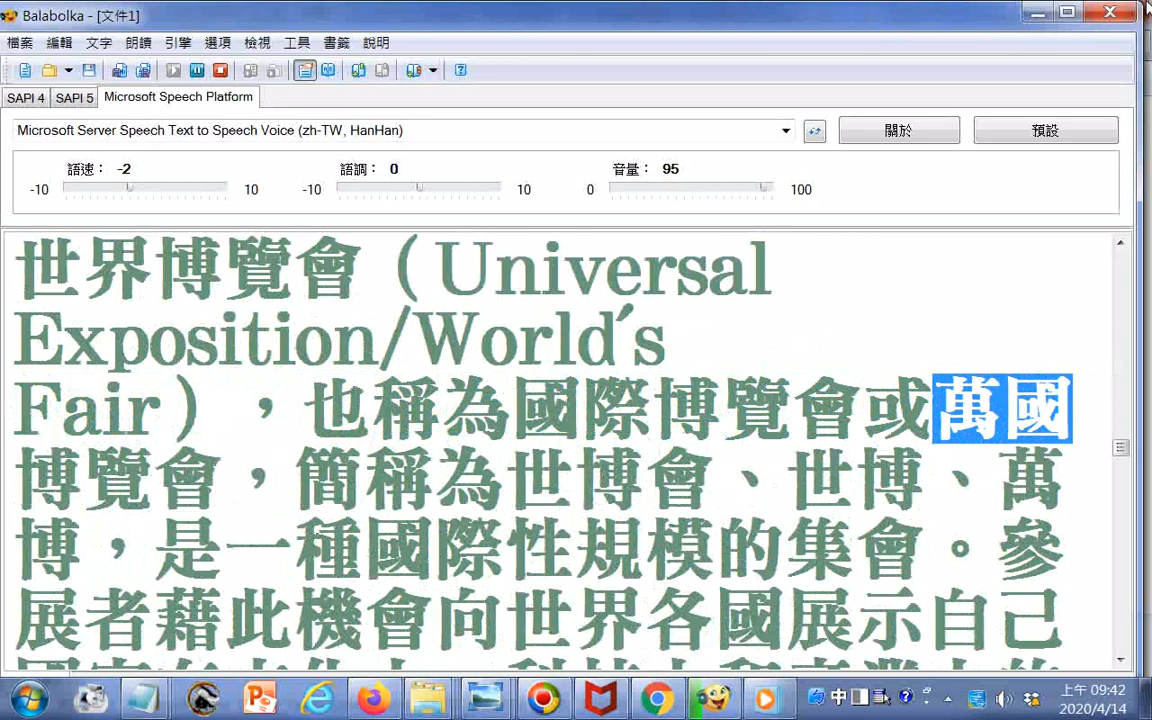 Balabolka - [文件1]
檔案 編輯 文字 朗讀 引擎 選項 檢視 工具 書籤 說明
SAPI 4 SAPI 5 Microsoft Speech Platform
Microsoft Server Speech Text to Speech Voice (zh-TW, HanHan) 關於 預設
語速： -2 語調： 0 音量： 95
-10 10 -10 10 0 100
世界博覽會（Universal
Exposition/World's
Fair），也稱為國際博覽會或萬國
博覽會，簡稱為世博會、世博、萬
博，是一種國際性規模的集會。參
展者藉此機會向世界各國展示自己
中
上午 09:42
2020/4/14